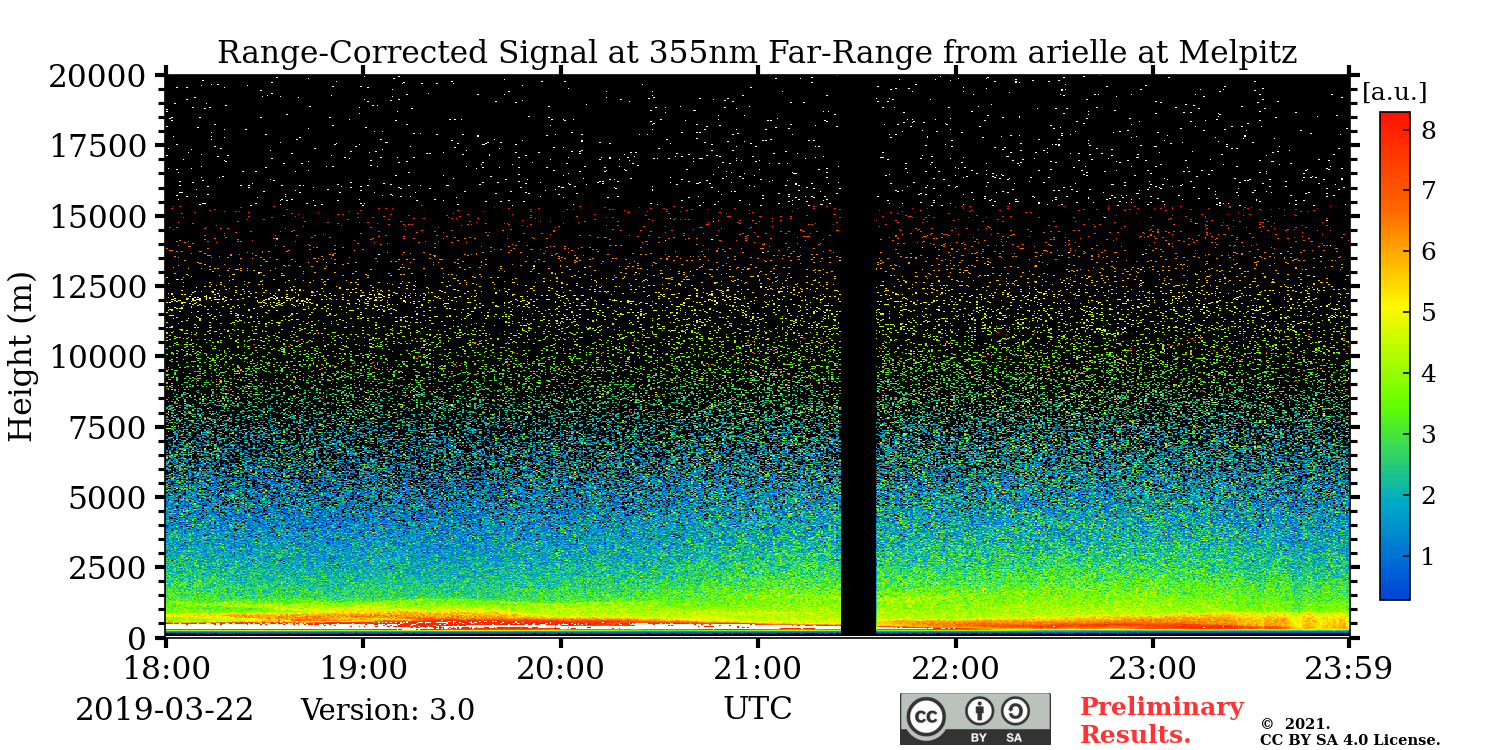 Range-Corrected Signal at 355nm Far-Range from arielle at Melpitz
[a.u.]
Height (m)
20000
17500
15000
12500
10000
7500
5000
2500
0
8
7
6
5
4
3
2
1
18:00 19:00 20:00 21:00 22:00 23:00 23:59
2019-03-22 Version: 3.0 UTC
cc BY SA
Preliminary
Results.
© 2021.
CC BY SA 4.0 License.